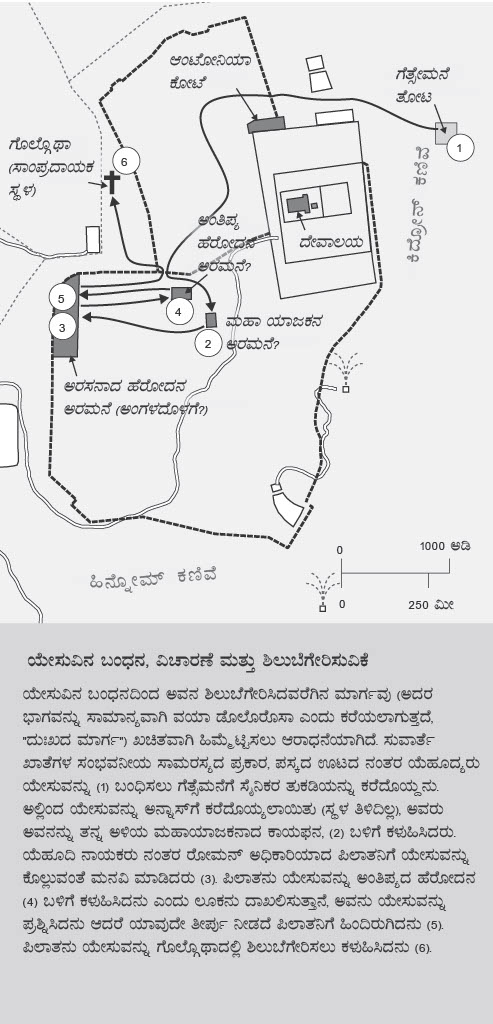 ಆಂಟೋನಿಯಾ
ಕೋಟೆ
ಗೆತ್ಸೇಮನೆ
ತೋಟ
1
ಗೊಲ್ಗೊಥಾ
(ಸಾಂಪ್ರದಾಯಕ
ಸ್ಥಳ)
6
ಕಿದ್ರೋನ್ ಕಣಿವೆ
ಅಂತಿಪ್ಪ
ಹೆರೋದನ
ಅರಮನೆ?
ದೇವಾಲಯ
5
4
3
2
ಮಹಾ ಯಾಜಕನ
ಅರಮನೆ?
ಅರಸನಾದ ಹೆರೋದನ
ಅರಮನೆ (ಅಂಗಳದೊಳಗೆ?)
0
1000 ಅಡಿ
0
250 ಮೀ
ಹಿನ್ನೋಮ್ ಕಣಿವೆ
ಯೇಸುವಿನ ಬಂಧನ, ವಿಚಾರಣೆ ಮತ್ತು ಶಿಲುಬೆಗೇರಿಸುವಿಕೆ
ಯೇಸುವಿನ ಬಂಧನದಿಂದ ಅವನ ಶಿಲುಬೆಗೇರಿಸಿದವರೆಗಿನ ಮಾರ್ಗವು (ಅದರ
ಭಾಗವನ್ನು ಸಾಮಾನ್ಯವಾಗಿ ವಯಾ ಡೊಲೊರೊಸಾ ಎಂದು ಕರೆಯಲಾಗುತ್ತದೆ,
"ದುಃಖದ ಮಾರ್ಗ") ಖಚಿತವಾಗಿ ಹಿಮ್ಮೆಟ್ಟಿಸಲು ಆರಾಧನೆಯಾಗಿದೆ. ಸುವಾರ್ತೆ
ಖಾತೆಗಳ ಸಂಭವನೀಯ ಸಾಮರಸ್ಯದ ಪ್ರಕಾರ, ಪಸ್ಕದ ಊಟದ ನಂತರ ಯೆಹೂದ್ಯರು
ಯೇಸುವನ್ನು (1) ಬಂಧಿಸಲು ಗೆತ್ಸೆಮನೆಗೆ ಸೈನಿಕರ ತುಕಡಿಯನ್ನು ಕರೆದೊಯ್ದನು.
ಅಲ್ಲಿಂದ ಯೇಸುವನ್ನು ಅನ್ನಾಸ್‌ಗೆ ಕರೆದೊಯ್ಯಲಾಯಿತು (ಸ್ಥಳ ತಿಳಿದಿಲ್ಲ), ಅವರು
ಅವನನ್ನು ತನ್ನ ಅಳಿಯ ಮಹಾಯಾಜಕನಾದ ಕಾಯಫನ, (2) ಬಳಿಗೆ ಕಳುಹಿಸಿದರು.
ಯೆಹೂದಿ ನಾಯಕರು ನಂತರ ರೋಮನ್ ಅಧಿಕಾರಿಯಾದ ಪಿಲಾತನಿಗೆ ಯೇಸುವನ್ನು
ಕೊಲ್ಲುವಂತೆ ಮನವಿ ಮಾಡಿದರು (3). ಪಿಲಾತನು ಯೇಸುವನ್ನು ಅಂತಿಪ್ಪದ ಹೆರೋದನ
(4) ಬಳಿಗೆ ಕಳುಹಿಸಿದನು ಎಂದು ಲೂಕನು ದಾಖಲಿಸುತ್ತಾನೆ, ಅವನು ಯೇಸುವನ್ನು
ಪ್ರಶ್ನಿಸಿದನು ಆದರೆ ಯಾವುದೇ ತೀರ್ಪು ನೀಡದೆ ಪಿಲಾತನಿಗೆ ಹಿಂದಿರುಗಿದನು (5).
ಪಿಲಾತನು ಯೇಸುವನ್ನು ಗೊಲ್ಗೊಥಾದಲ್ಲಿ ಶಿಲುಬೆಗೇರಿಸಲು ಕಳುಹಿಸಿದನು (6).